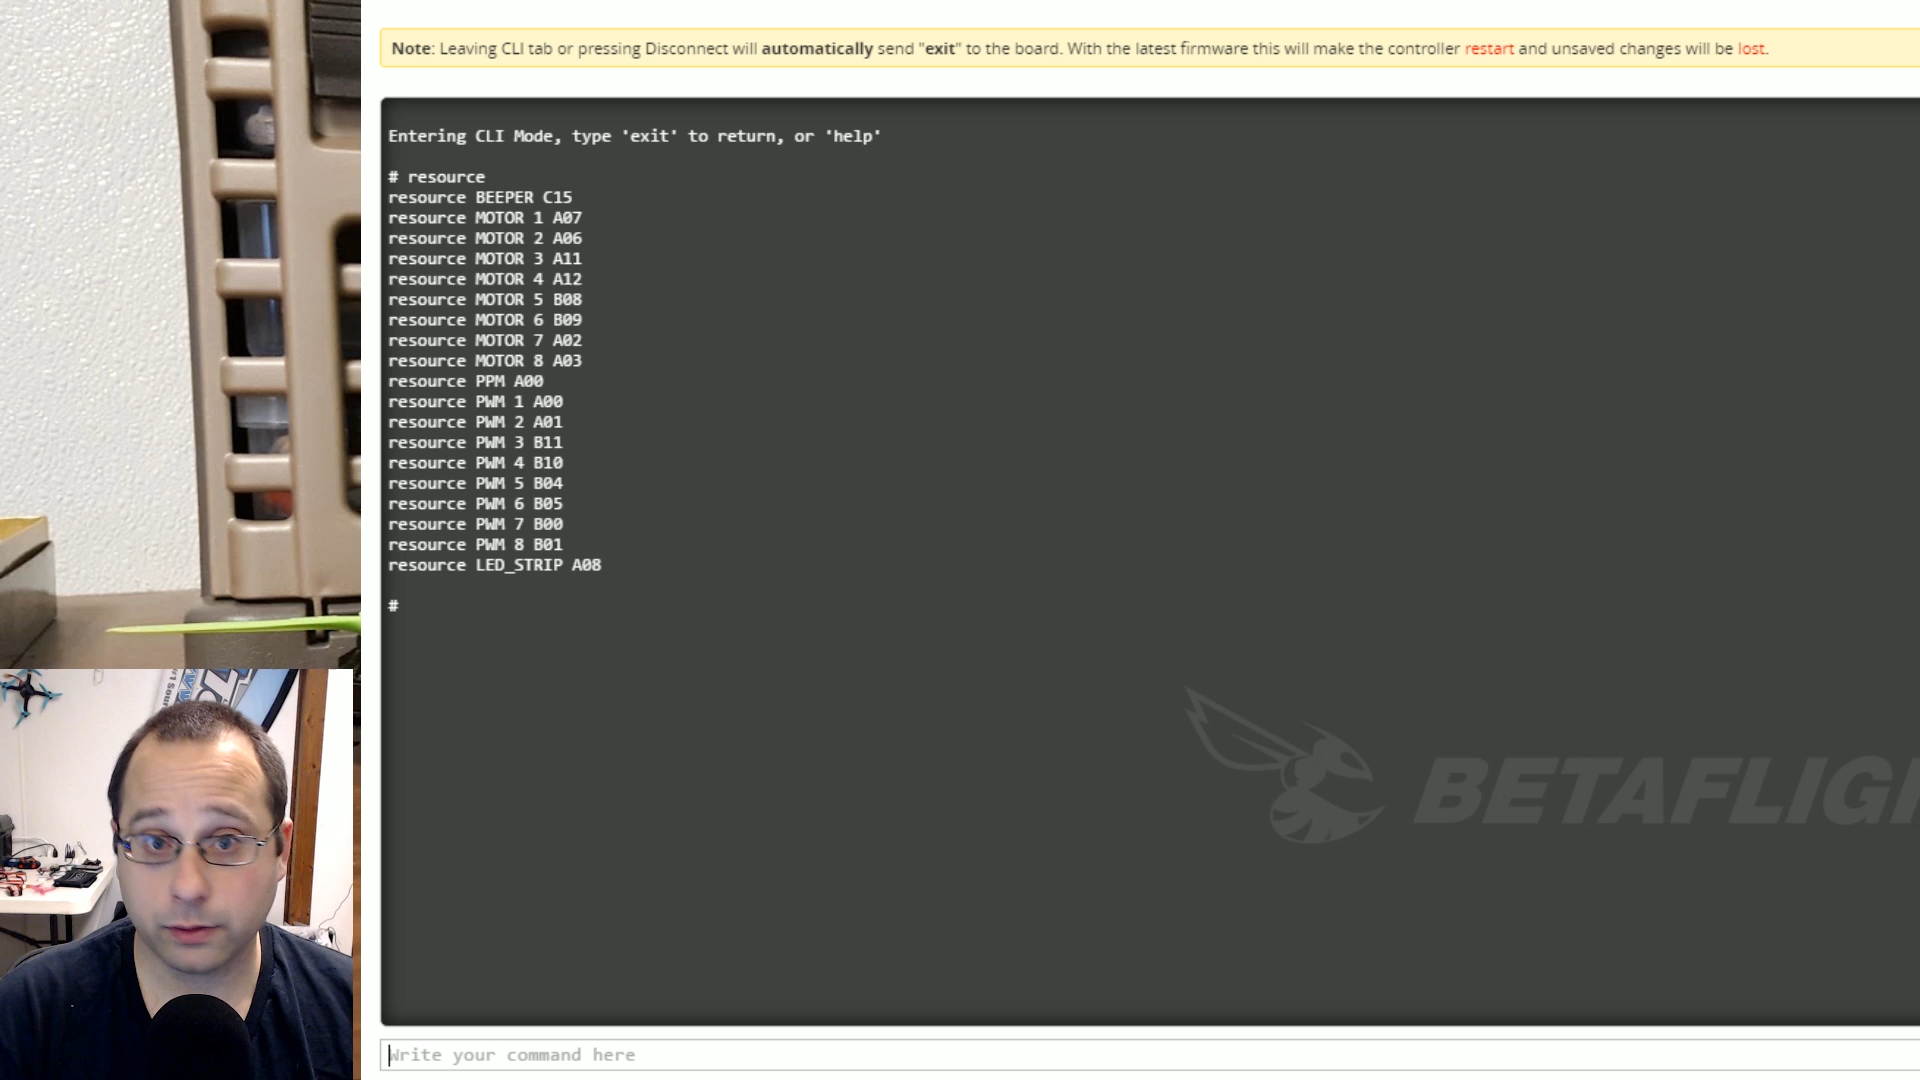 Note: Leaving CLI tab or pressing Disconnect will automatically send "exit" to the board. With the latest firmware this will make the controller restart and unsaved changes will be lost.
Entering CLI Mode, type 'exit' to return, or 'help'
# resource
resource BEEPER C15
resource MOTOR 1 A07
resource MOTOR 2 A06
resource MOTOR 3 A11
resource MOTOR 4 A12
resource MOTOR 5 B08
resource MOTOR 6 B09
resource MOTOR 7 A02
resource MOTOR 8 A03
resource PPM A00
resource PWM 1 A00
resource PWM 2 A01
resource PWM 3 B11
resource PWM 4 B10
resource PWM 5 B04
resource PWM 6 B05
resource PWM 7 B00
resource PWM 8 B01
resource LED_STRIP A08
#
BETAFLIGH
Write your command here